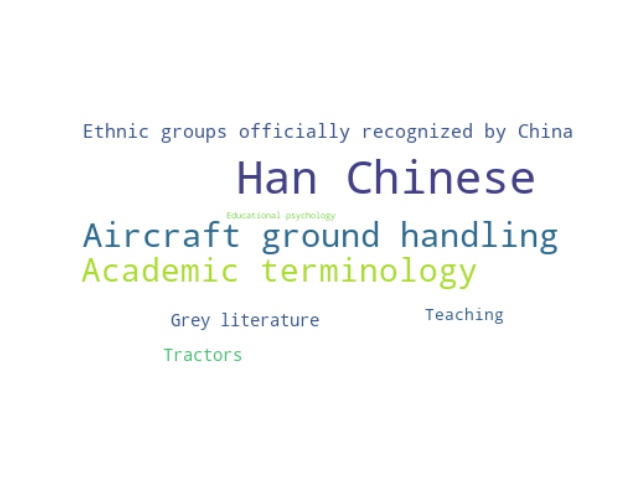 Ethnic groups officially recognized by China
Han Chinese
Educational psychology
Aircraft ground handling
Academic terminology
Teaching
Grey literature
Tractors